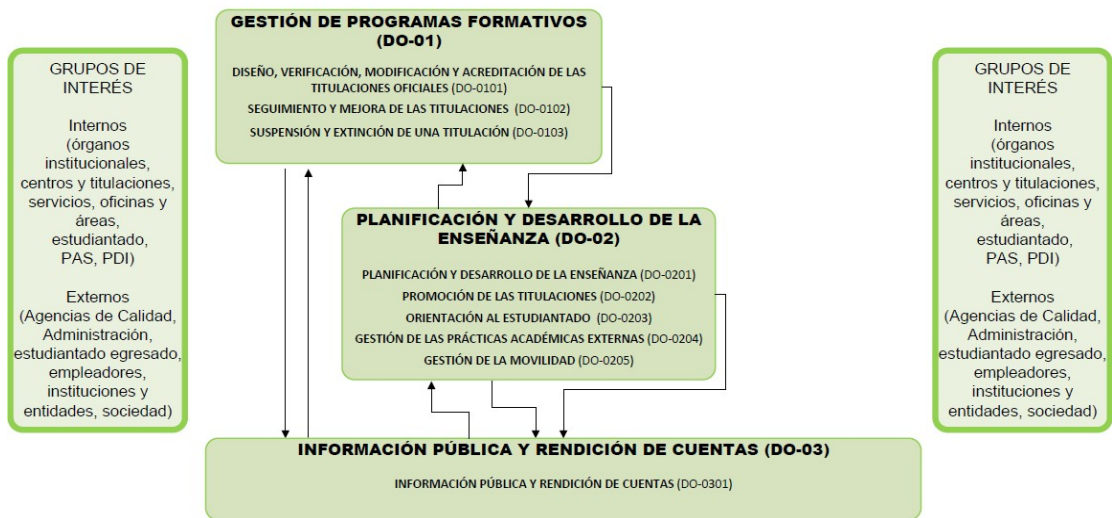 GRUPOS DE
INTERÉS
Internos
(órganos
institucionales,
centros y titulaciones,
servicios, oficinas y
áreas,
estudiantado,
PAS, PDI)
Externos
(Agencias de Calidad,
Administración,
estudiantado egresado,
empleadores,
instituciones y
entidades, sociedad)
GESTIÓN DE PROGRAMAS FORMATIVOS
(DO-01)
DISEÑO, VERIFICACIÓN, MODIFICACIÓN Y ACREDITACIÓN DE LAS
TITULACIONES OFICIALES (DO-0101)
SEGUIMIENTO Y MEJORA DE LAS TITULACIONES (DO-0102)
SUSPENSIÓN Y EXTINCIÓN DE UNA TITULACIÓN (DO-0103)
PLANIFICACIÓN Y DESARROLLO DE LA
ENSEÑANZA (DO-02)
PLANIFICACIÓN Y DESARROLLO DE LA ENSEÑANZA (DO-0201)
PROMOCIÓN DE LAS TITULACIONES (DO-0202)
ORIENTACIÓN AL ESTUDIANTADO (DO-0203)
GESTIÓN DE LAS PRÁCTICAS ACADÉMICAS EXTERNAS (DO-0204)
GESTIÓN DE LA MOVILIDAD (DO-0205)
INFORMACIÓN PÚBLICA Y RENDICIÓN DE CUENTAS (DO-03)
INFORMACIÓN PÚBLICA Y RENDICIÓN DE CUENTAS (DO-0301)
GRUPOS DE
INTERÉS
Internos
(órganos
institucionales,
centros y titulaciones,
servicios, oficinas y
áreas,
estudiantado,
PAS, PDI)
Externos
(Agencias de Calidad,
Administración,
estudiantado egresado,
empleadores,
instituciones y
entidades, sociedad)